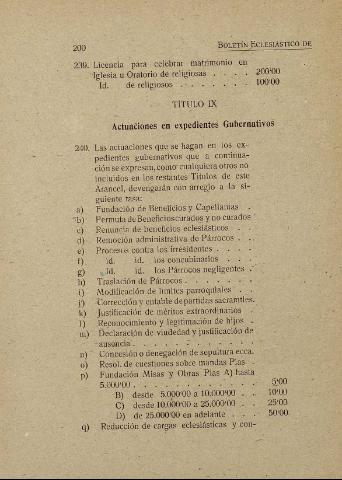 200
BOLETÍN ECLESIÁSTICO DE
239. Licencia para celebrar matrimonio en
Iglesia u Oratorio de religiosas . . . . 200'00
Id. de religiosos . . . . . . . 100'00
TITULO IX
Actuaciones en expedientes Gubernativos
240. Las actuaciones que se hagan en los ex-
pedientes gubernativos que a continua-
ción se expresan, como cualquiera otros no
incluidos en los restantes Titulos de este
Arancel, devengarán con arreglo a la si-
guiente tasa:
a) Fundación de Beneficios y Capellanias .
b) Permuta de Beneficios curados y no curados
c) Renuncia de beneficios eclesiásticos . .
d) Remoción administrativa de Párrocos . .
e) Procesos contra los irresidentes . . .
f) id. id. los concubinarios . . .
g) id. id. los Párrocos negligentes .
h) Traslación de Párrocos . . . . . .
i) Modificación de límites parroquiales . .
j) Corrección y entable de partidas sacramtles.
k) Justificación de méritos extraordinarios .
l) Reconocimiento y legitimación de hijos .
m) Declaración de viudedad y justificación de
ausencia . . . . . . . . . .
n) Concesión o denegación de sepultura ecca.
o) Resol. de cuestiones sobre mandas Pías .
p) Fundación Misas y Obras Pías A) hasta
5.000'00 . . . . . . . . . . 5'00
B) desde 5.000'00 a 10.000'00 . . 10'00
C) desde 10.000'00 a 25.000'00 . . 25'00
D) de 25.000'00 en adelante . . . 50'00
q) Reducción de cargas eclesiásticas y con-